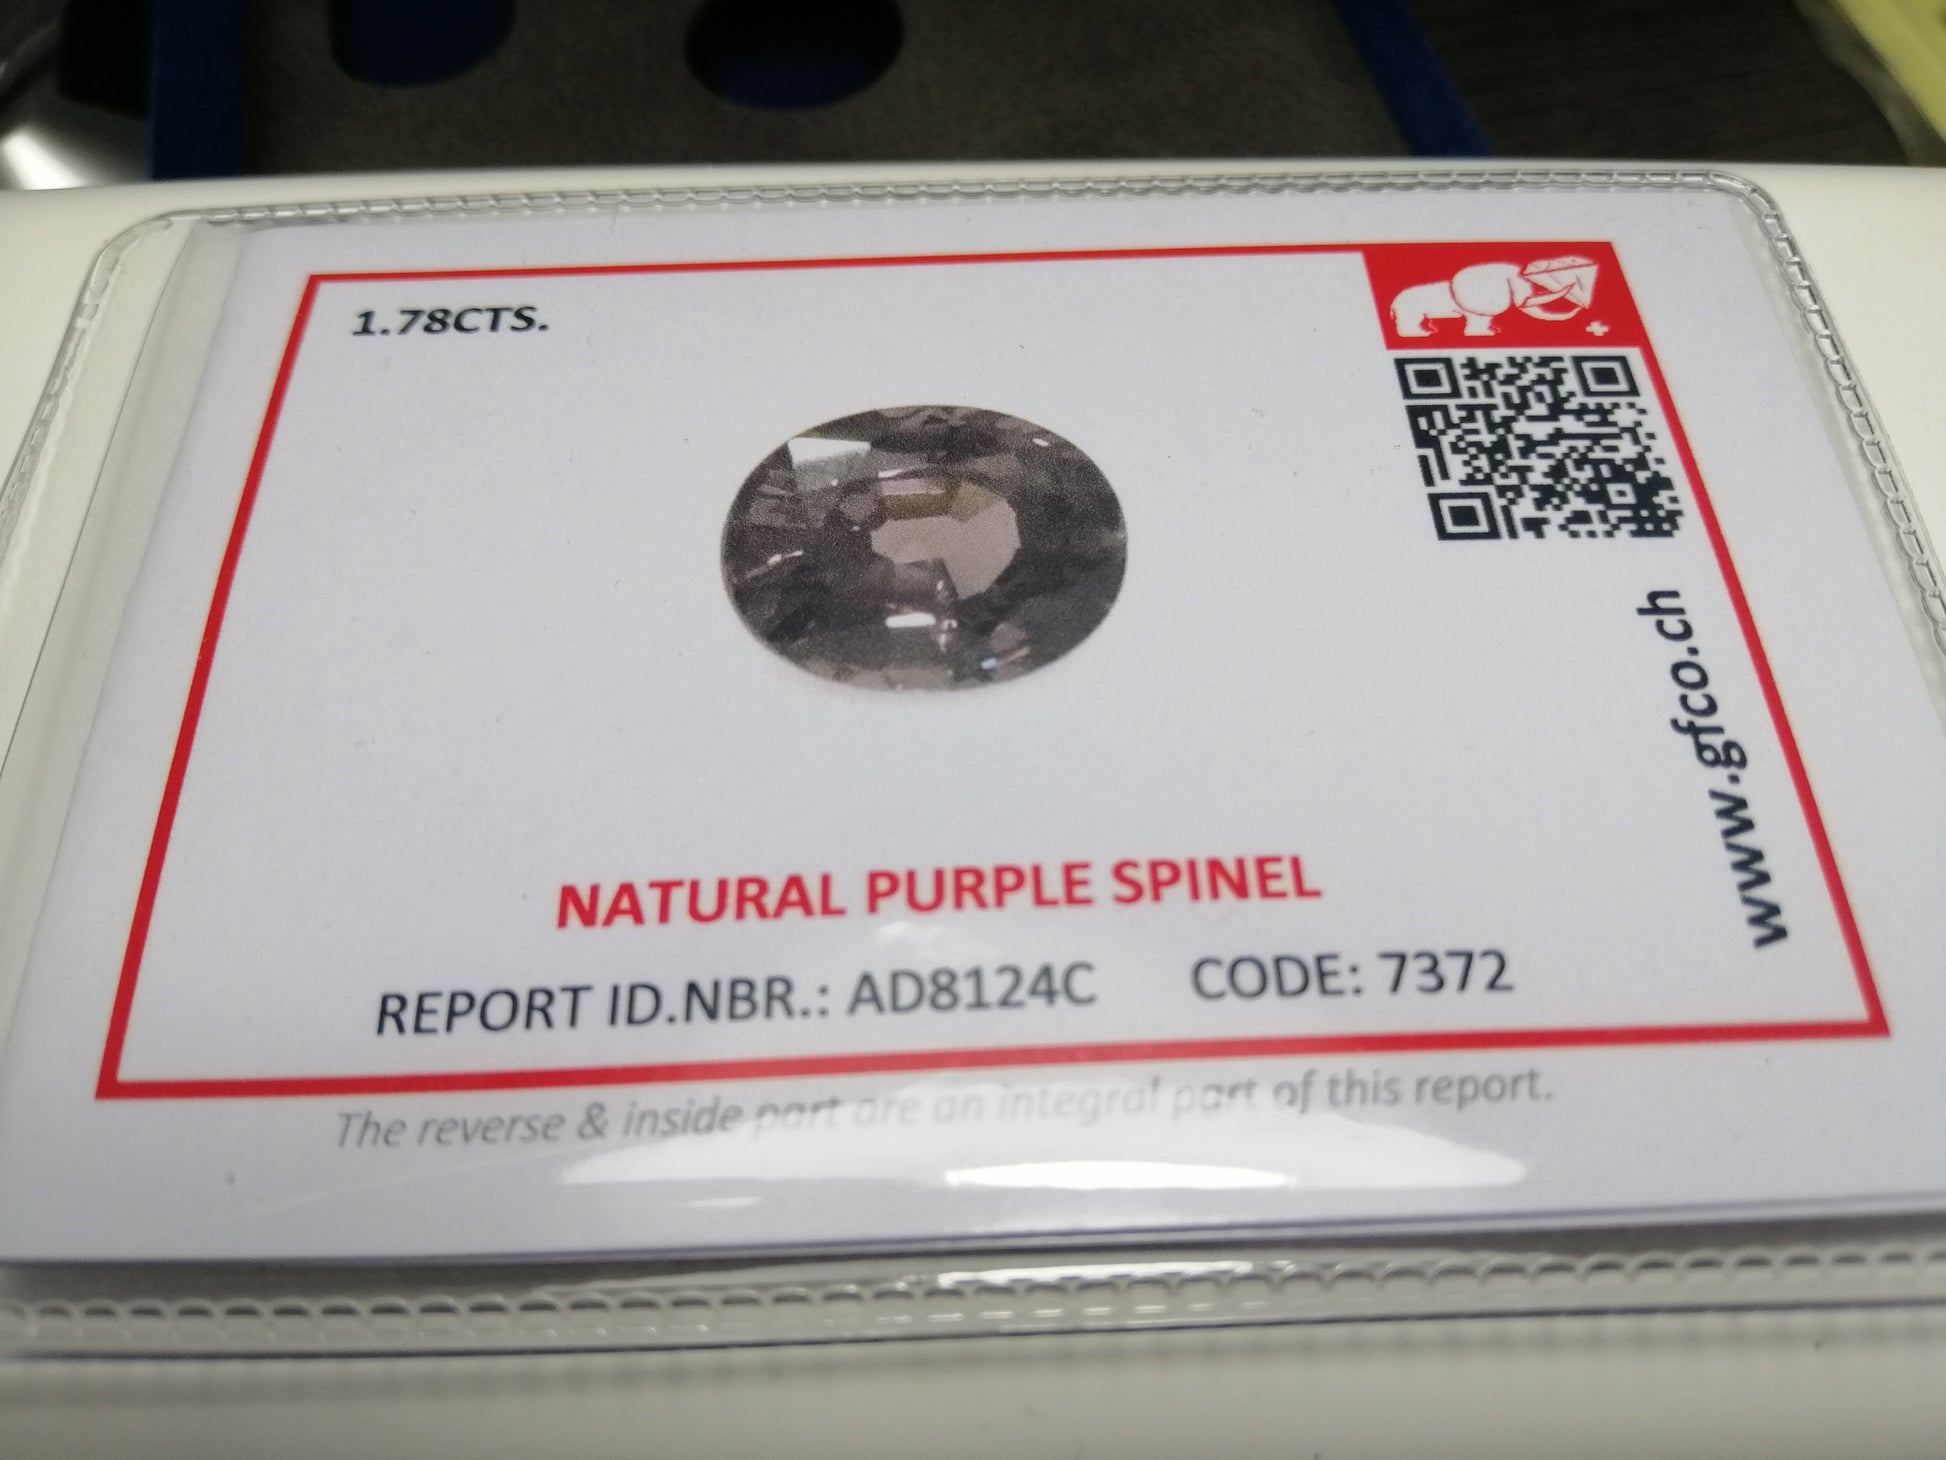 1.78CTS.
www.gfco.ch
NATURAL PURPLE SPINEL
REPORT ID.NBR.: AD8124C CODE: 7372
The reverse & inside part are an integral part of this report.